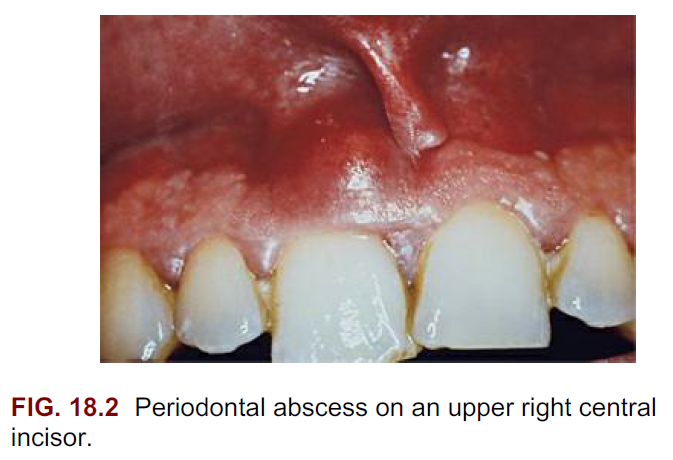 FIG. 18.2 Periodontal abscess on an upper right central
incisor.